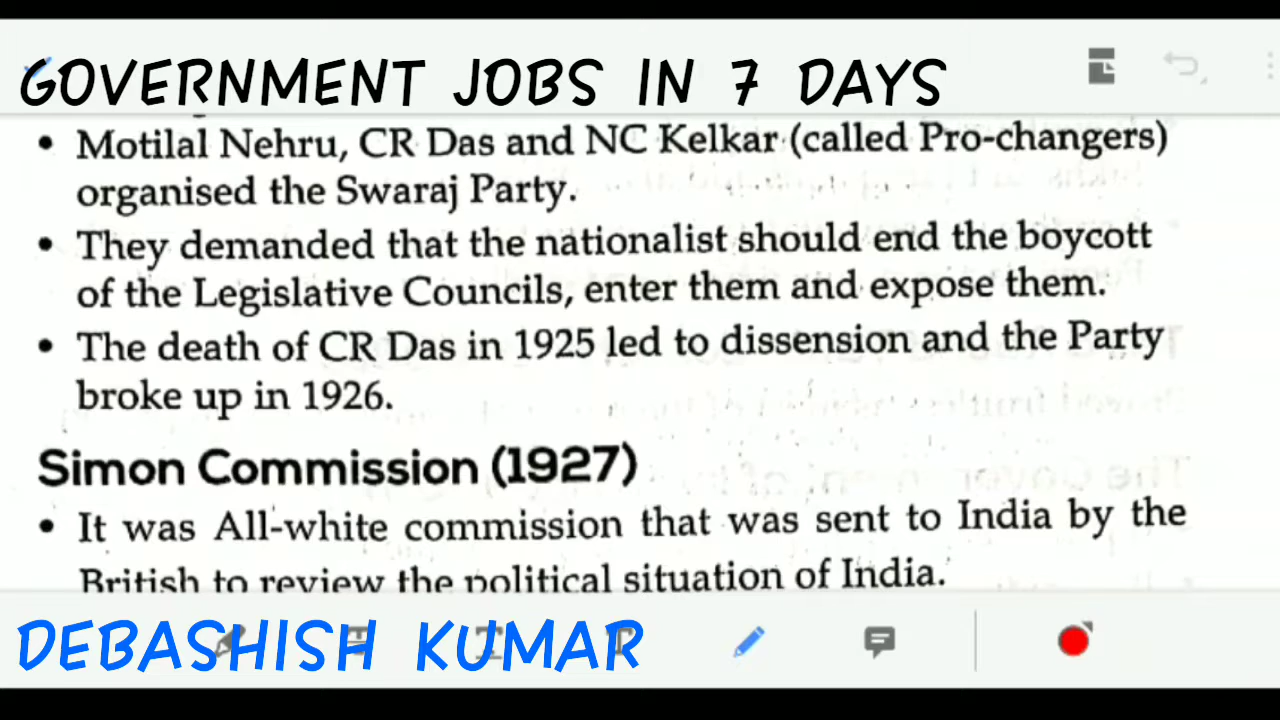 GOVERNMENT JOBS IN 7 DAYS
• Motilal Nehru, CR Das and NC Kelkar (called Pro-changers)
organised the Swaraj Party.
• They demanded that the nationalist should end the boycott
of the Legislative Councils, enter them and expose them.
• The death of CR Das in 1925 led to dissension and the Party
broke up in 1926.
Simon Commission (1927)
• It was All-white commission that was sent to India by the
British to review the political situation of India.
DEBASHISH KUMAR